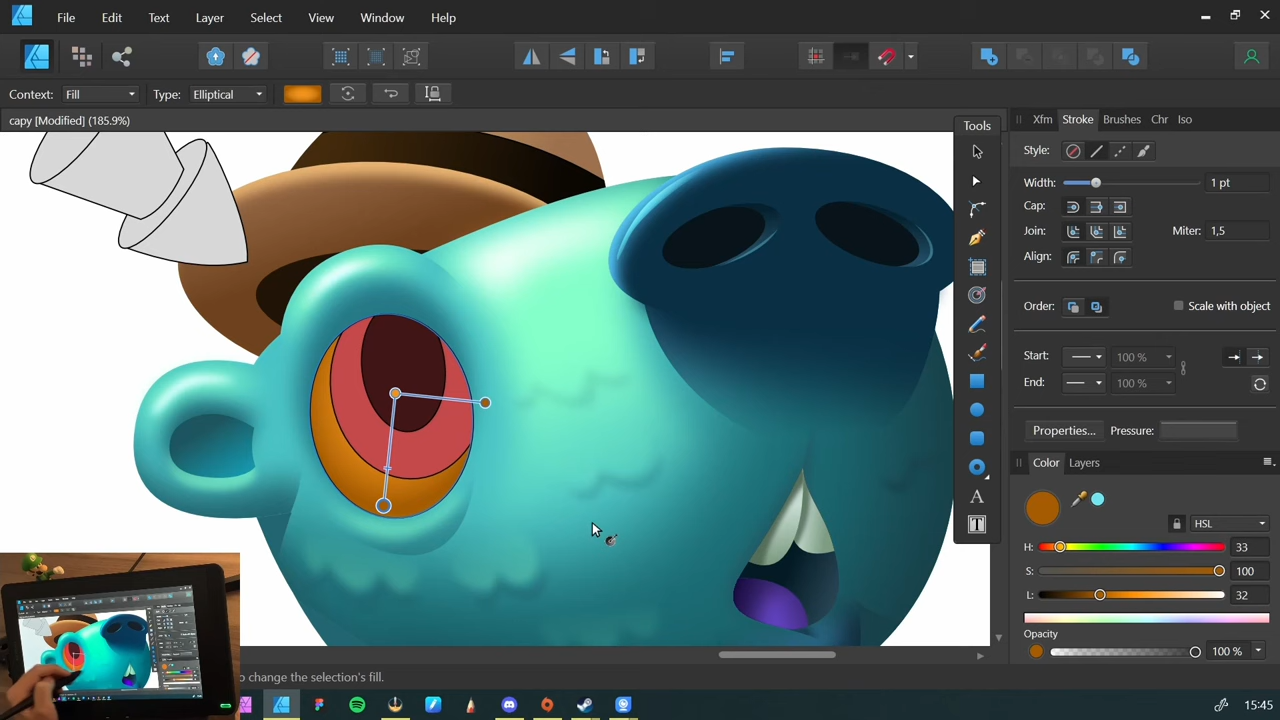 File Edit Text Layer Select View Window Help
Context: Fill Type: Elliptical
capy [Modified] (185.9%)
Tools
Xfm Stroke Brushes Chr Iso
Style:
Width: 1 pt
Cap:
Join: Miter: 1,5
Align:
Order: Scale with object
Start: 100 %
End: 100 %
Properties... Pressure:
Color Layers
HSL
H: 33
S: 100
L: 32
Opacity
100 %
A
T
o change the selection's fill.
15:45